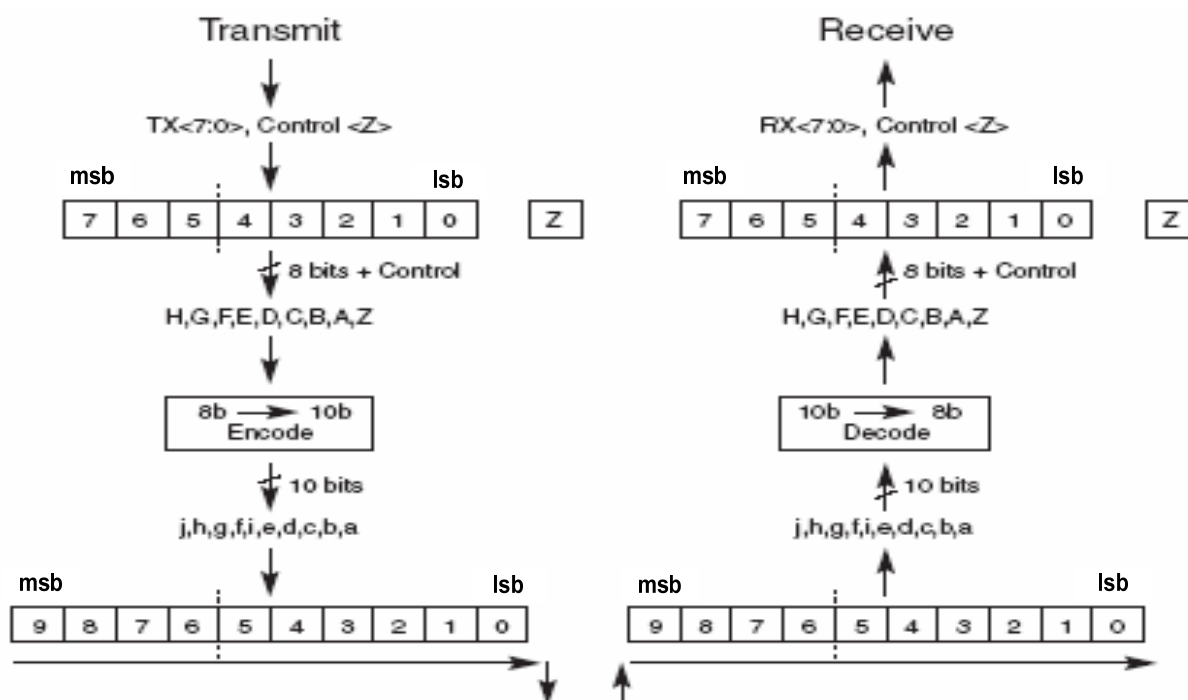 Transmit
TX<7:0>, Control <Z>
msb lsb
7 6 5 4 3 2 1 0 Z
8 bits + Control
H,G,F,E,D,C,B,A,Z
8b 10b
Encode
10 bits
j,h,g,f,i,e,d,c,b,a
msb lsb
9 8 7 6 5 4 3 2 1 0
Receive
RX<7:0>, Control <Z>
msb lsb
7 6 5 4 3 2 1 0 Z
8 bits + Control
H,G,F,E,D,C,B,A,Z
10b 8b
Decode
10 bits
j,h,g,f,i,e,d,c,b,a
msb lsb
9 8 7 6 5 4 3 2 1 0